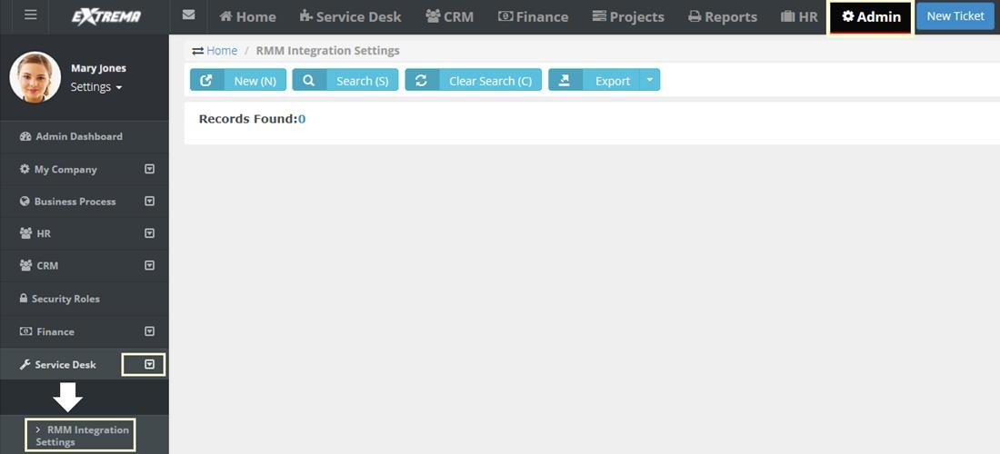 EXTREMA
Home
Service Desk
CRM
Finance
Projects
Reports
HR
Admin
New Ticket
Mary Jones
Settings
Home / RMM Integration Settings
New (N)
Search (S)
Clear Search (C)
Export
Records Found:0
Admin Dashboard
My Company
Business Process
HR
CRM
Security Roles
Finance
Service Desk
> RMM Integration
Settings